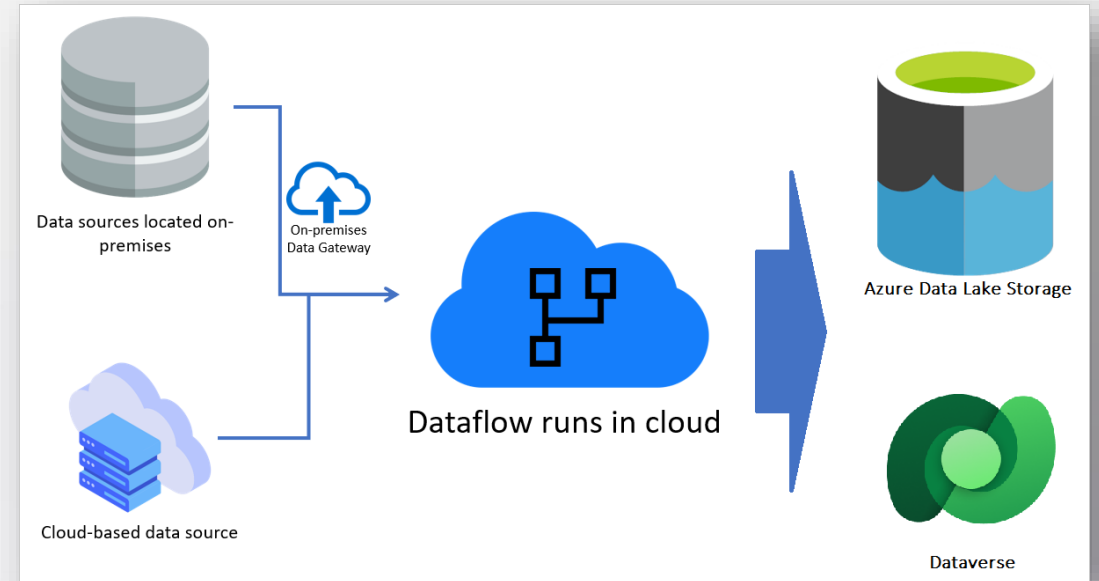 Data sources located on-
premises
On-premises
Data Gateway
Cloud-based data source
Dataflow runs in cloud
Azure Data Lake Storage
Dataverse